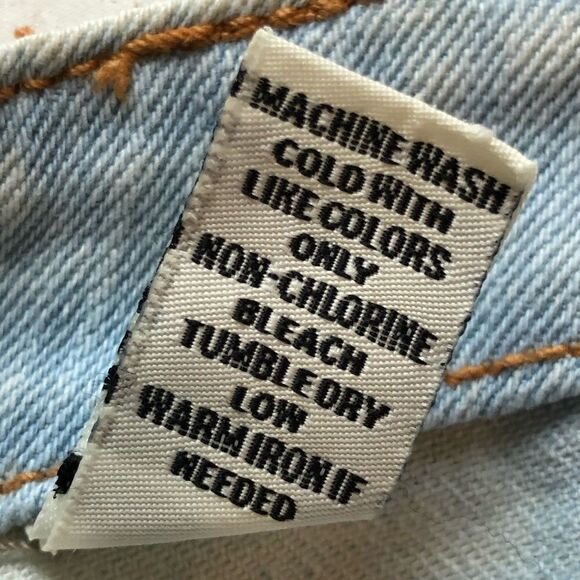 MACHINE WASH
COLD WITH
LIKE COLORS
ONLY
NON-CHLORINE
BLEACH
TUMBLE DRY
LOW
WARM IRON IF
NEEDED